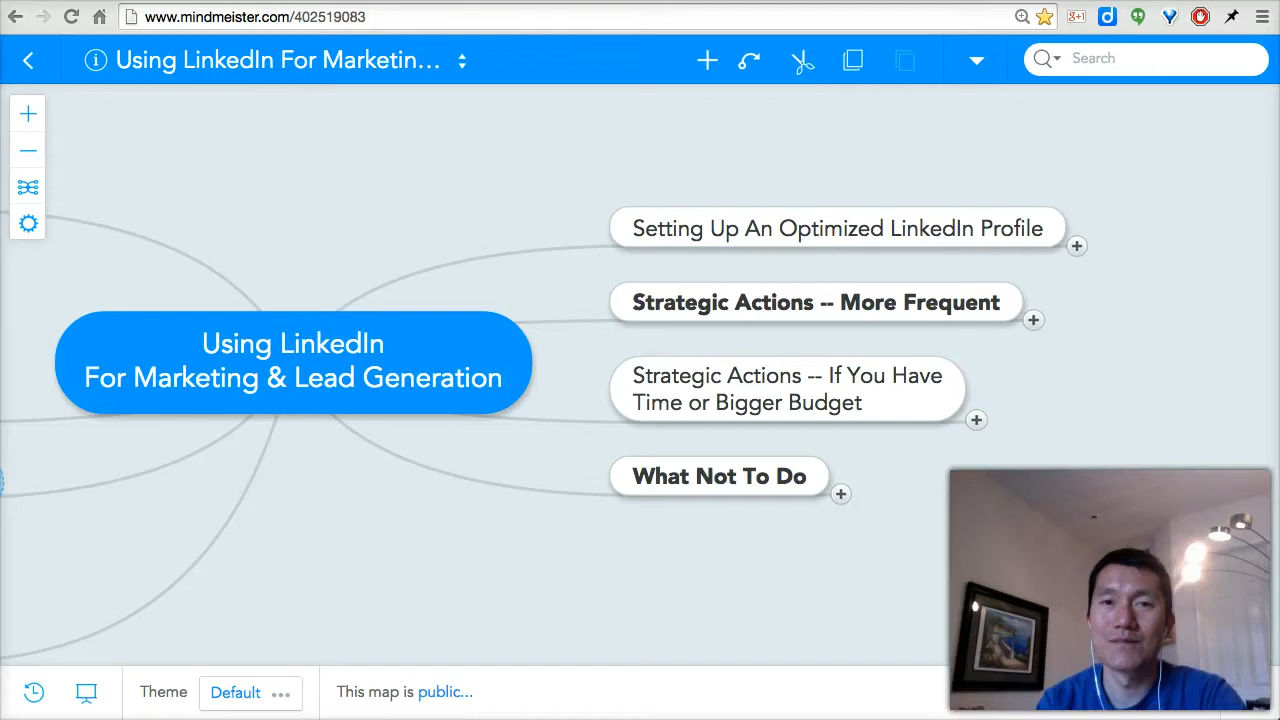 www.mindmeister.com/402519083
g+1
d
Using LinkedIn For Marketin...
Search
Setting Up An Optimized LinkedIn Profile
Strategic Actions -- More Frequent
Using LinkedIn
For Marketing & Lead Generation
Strategic Actions -- If You Have
Time or Bigger Budget
What Not To Do
Theme
Default
This map is public...